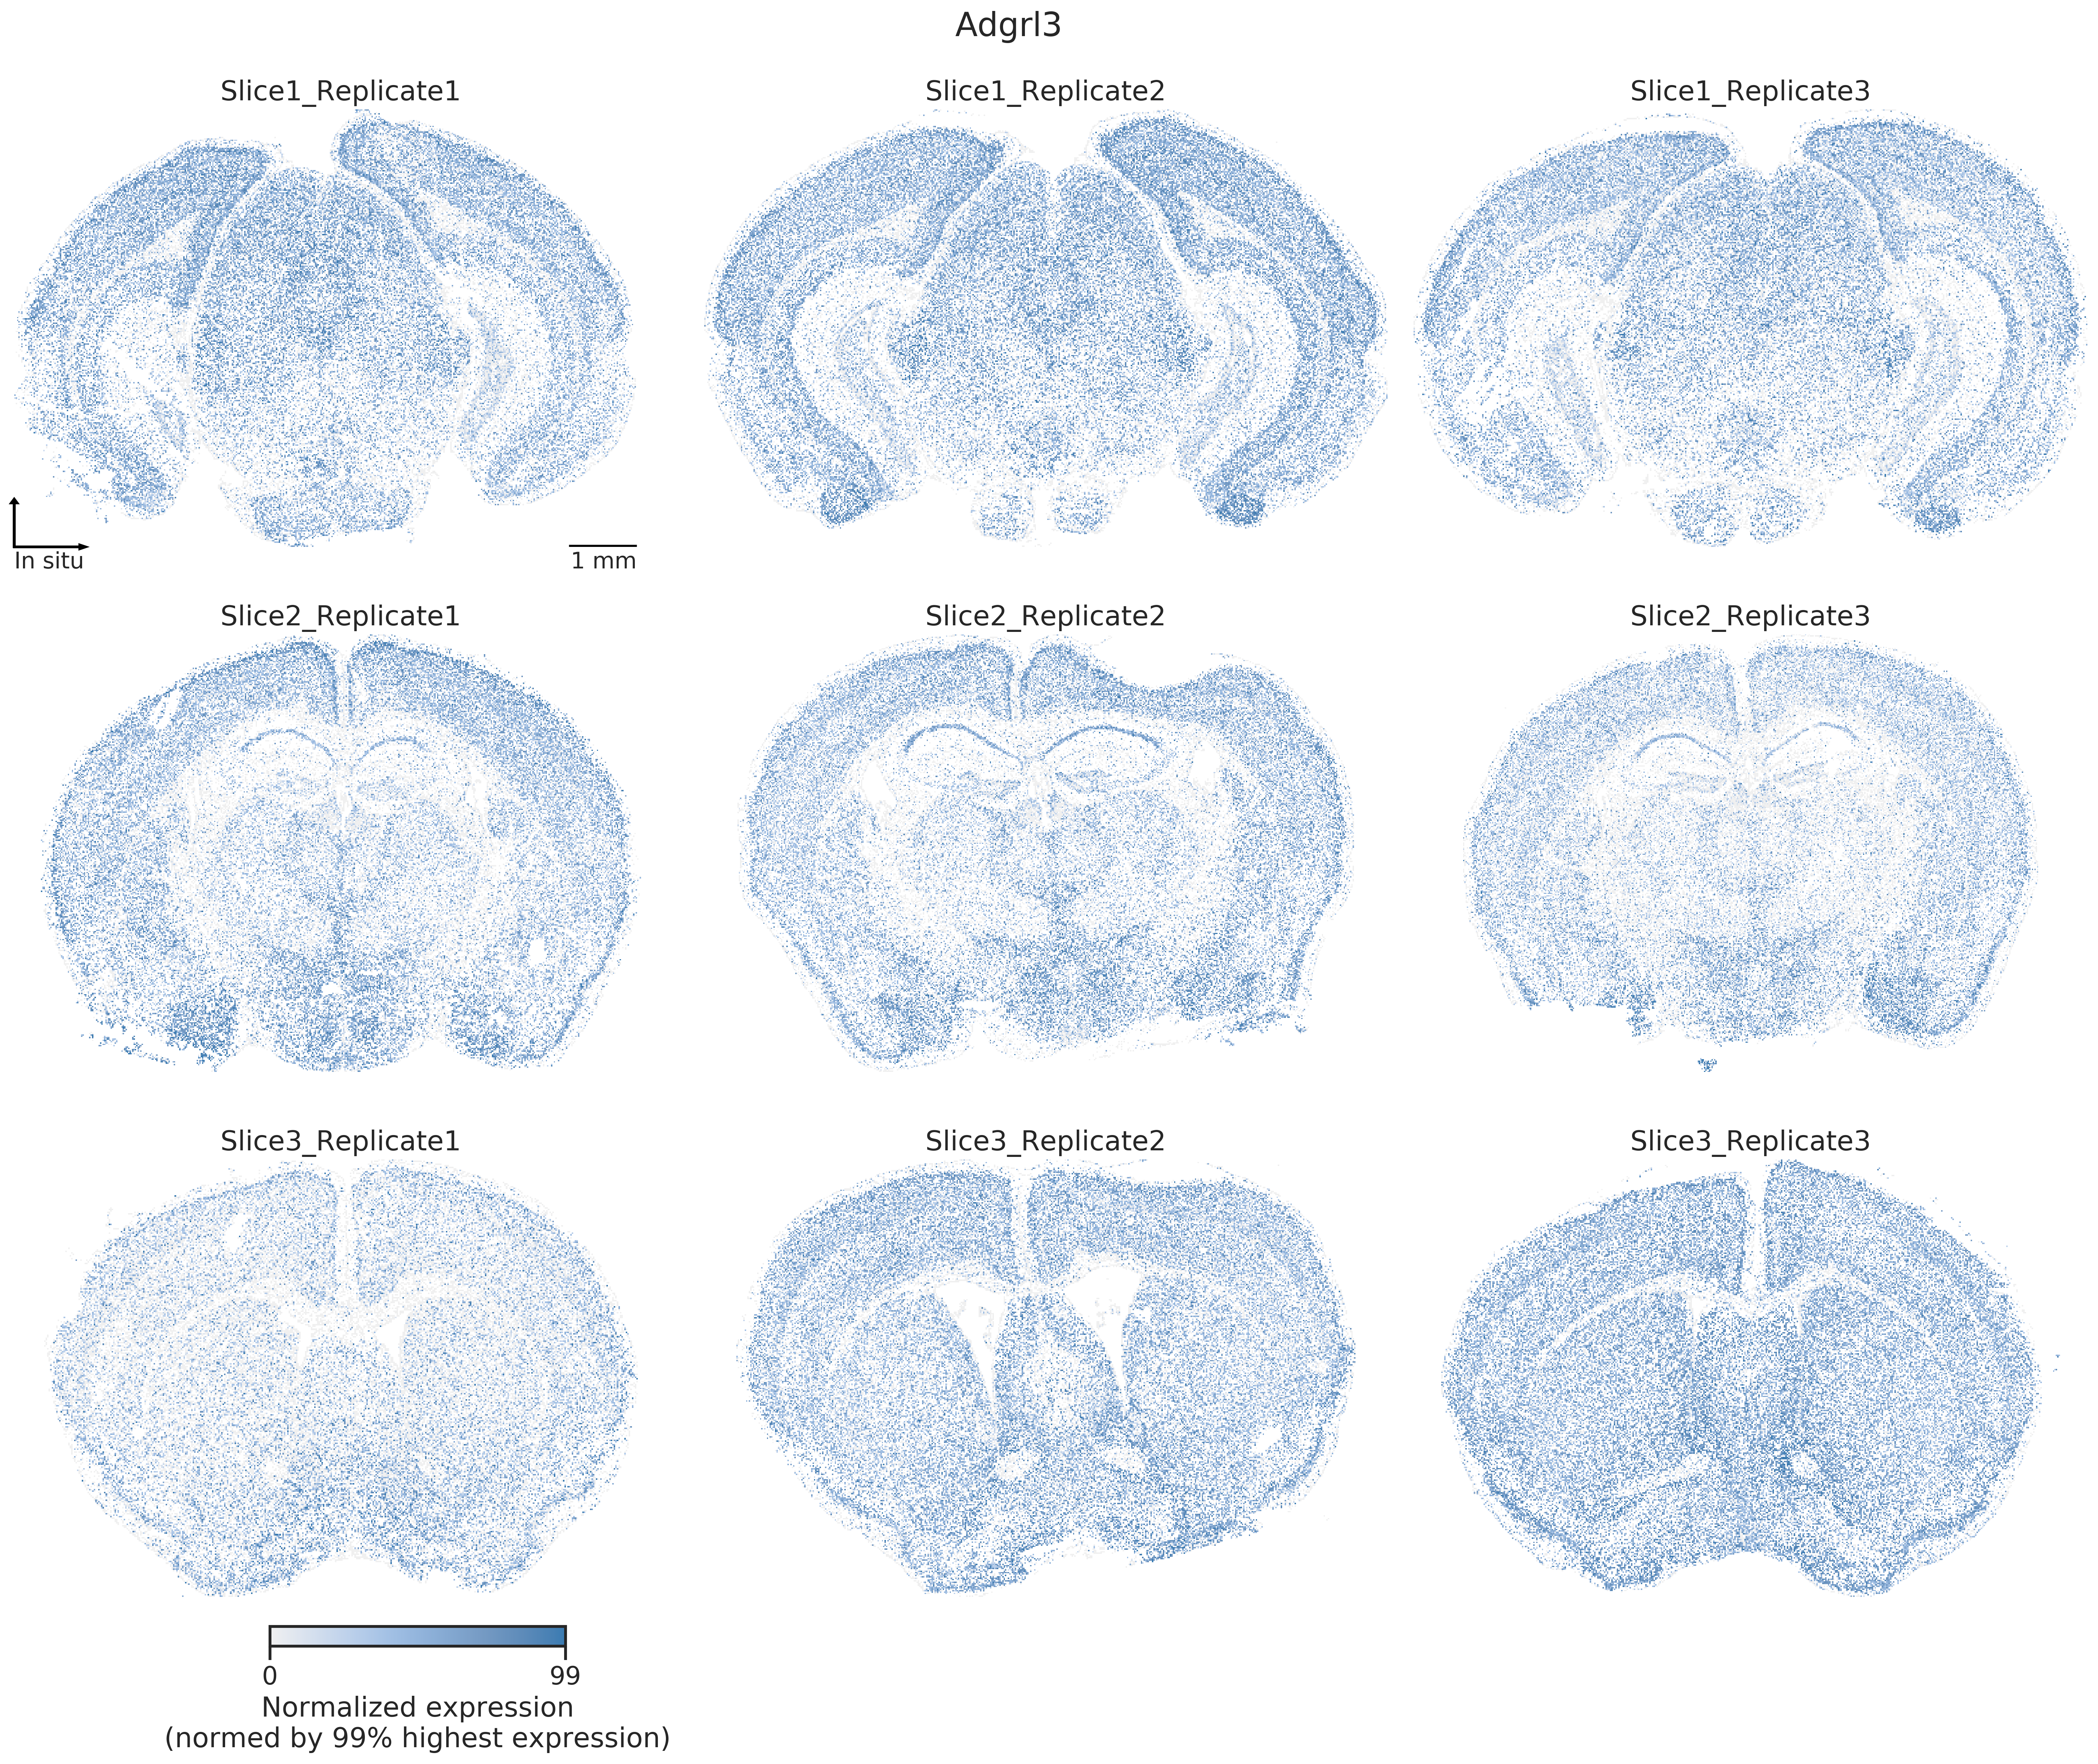 Adgrl3
Slice1_Replicate1
Slice1_Replicate2
Slice1_Replicate3
In situ
1 mm
Slice2_Replicate1
Slice2_Replicate2
Slice2_Replicate3
Slice3_Replicate1
Slice3_Replicate2
Slice3_Replicate3
0
99
Normalized expression
(normed by 99% highest expression)